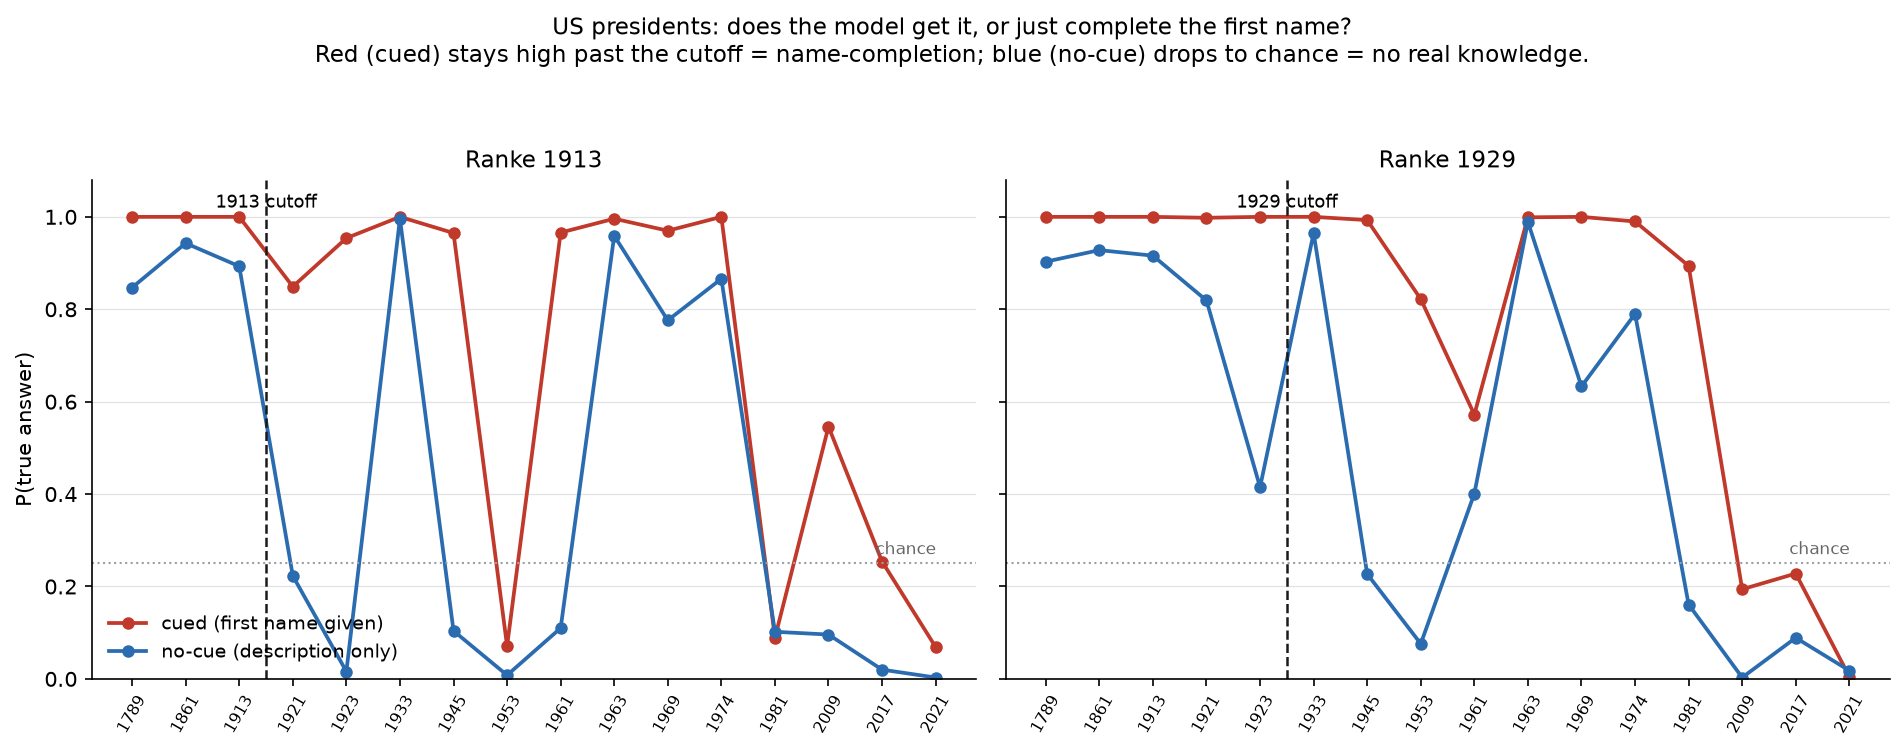 US presidents: does the model get it, or just complete the first name?
Red (cued) stays high past the cutoff = name-completion; blue (no-cue) drops to chance = no real knowledge.
Ranke 1913
1913 cutoff
P(true answer)
1.0
0.8
0.6
0.4
0.2
0.0
chance
cued (first name given)
no-cue (description only)
1789 1861 1913 1921 1923 1933 1945 1953 1961 1963 1969 1974 1981 2009 2017 2021
Ranke 1929
1929 cutoff
chance
1789 1861 1913 1921 1923 1933 1945 1953 1961 1963 1969 1974 1981 2009 2017 2021